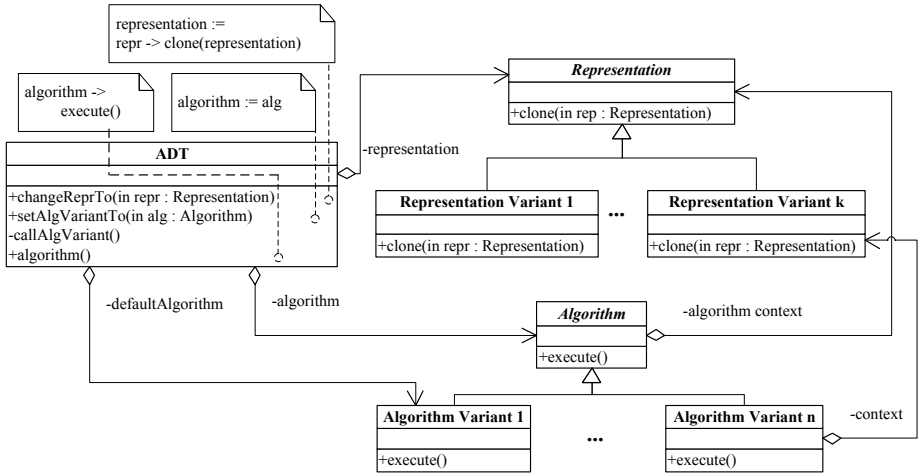 representation :=
repr -> clone(representation)
algorithm ->
execute()
algorithm := alg
ADT
+changeReprTo(in repr : Representation)
+setAlgVariantTo(in alg : Algorithm)
-callAlgVariant()
+algorithm()
-representation
Representation
+clone(in rep : Representation)
Representation Variant 1
+clone(in repr : Representation)
...
Representation Variant k
+clone(in repr : Representation)
-defaultAlgorithm
-algorithm
Algorithm
+execute()
-algorithm context
Algorithm Variant 1
+execute()
...
Algorithm Variant n
+execute()
-context